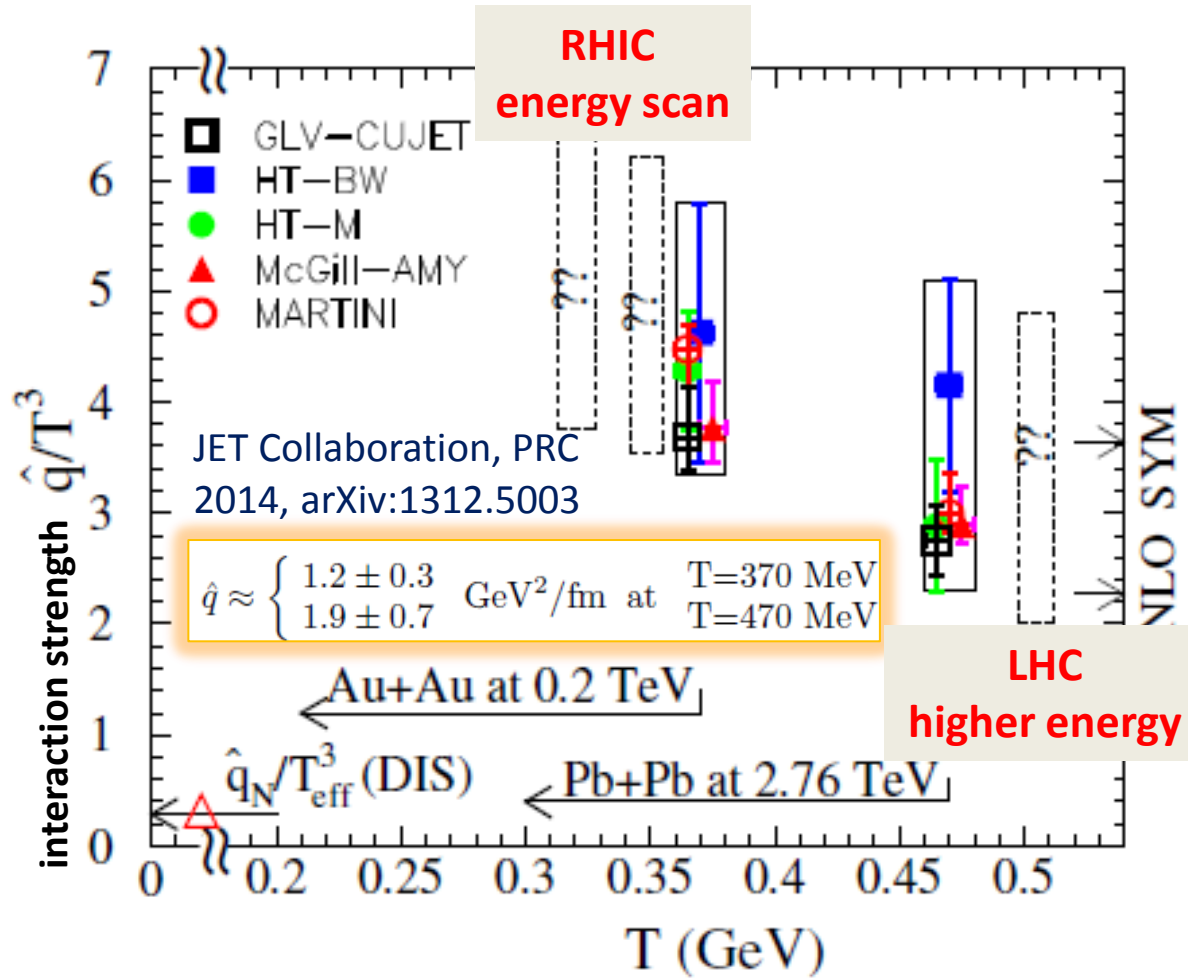 RHIC
energy scan
7
6
5
4
3
2
1
0
GLV-CUJET
HT-BW
HT-M
McGill-AMY
MARTINI
??
??
??
interaction strength q̂/T³
JET Collaboration, PRC
2014, arXiv:1312.5003
q̂ ≈ { 1.2 ± 0.3 GeV²/fm at T=370 MeV
1.9 ± 0.7 T=470 MeV
NLO SYM
LHC
higher energy
Au+Au at 0.2 TeV
q̂_N/T³_eff (DIS)
Pb+Pb at 2.76 TeV
0 0.2 0.25 0.3 0.35 0.4 0.45 0.5
T (GeV)